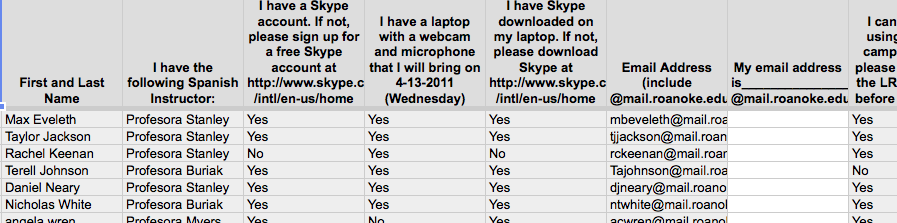 First and Last
Name
I have the
following Spanish
Instructor:
I have a Skype
account. If not,
please sign up for
a free Skype
account at
http://www.skype.c
/intl/en-us/home
I have a laptop
with a webcam
and microphone
that I will bring on
4-13-2011
(Wednesday)
I have Skype
downloaded on
my laptop. If not,
please download
Skype at
http://www.skype.c
/intl/en-us/home
Email Address
(include
@mail.roanoke.edu
My email address
is________________
@mail.roanoke.edu
I can
using
camp
please
the LR
before
Max Eveleth Profesora Stanley Yes Yes Yes mbeveleth@mail.roa Yes
Taylor Jackson Profesora Stanley Yes Yes Yes tjjackson@mail.roar Yes
Rachel Keenan Profesora Stanley No Yes No rckeenan@mail.roar Yes
Terell Johnson Profesora Buriak Yes Yes Yes Tajohnson@mail.roa No
Daniel Neary Profesora Stanley Yes Yes Yes djneary@mail.roano Yes
Nicholas White Profesora Buriak Yes Yes Yes ntwhite@mail.roanol Yes
angela wren Profesora Myers Yes No Yes acwren@mail.roanol Yes